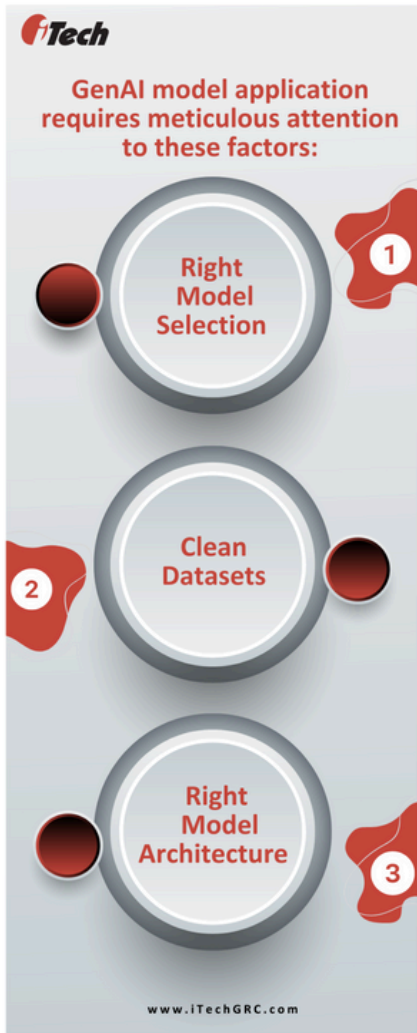 iTech
GenAI model application
requires meticulous attention
to these factors:
1
Right
Model
Selection
2
Clean
Datasets
Right
Model
Architecture
3
www.iTechGRC.com